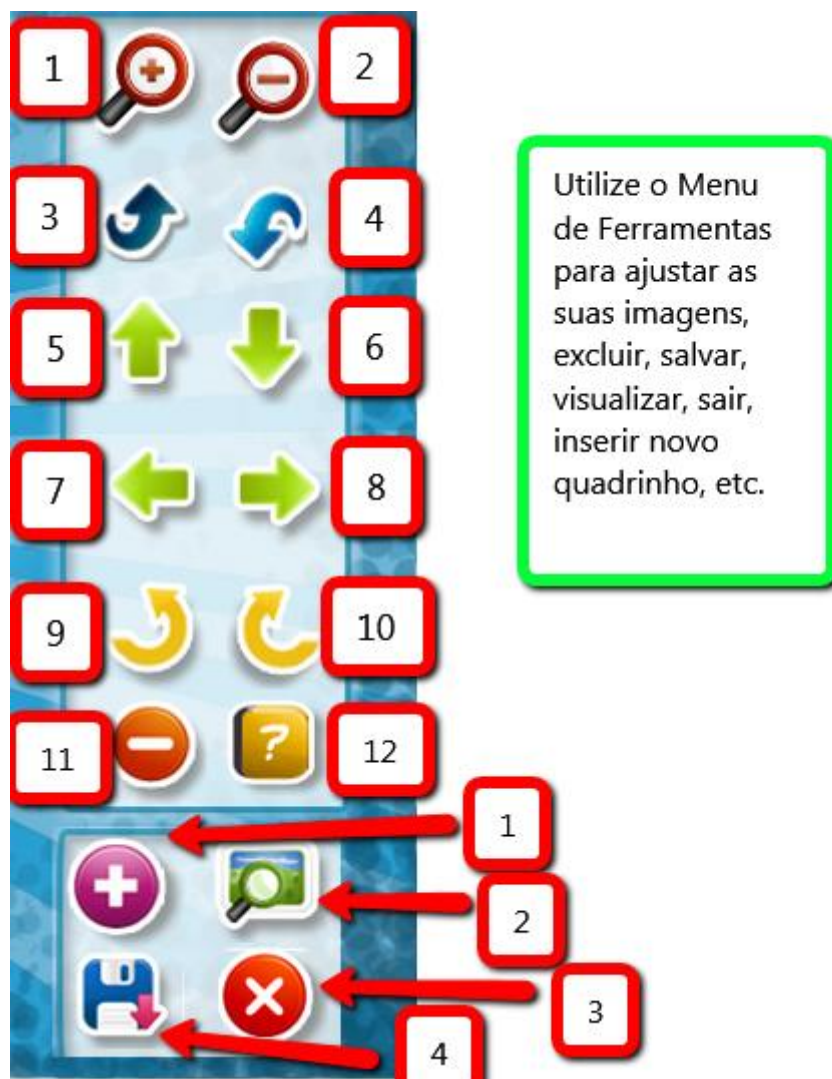 1
2
3
4
5
6
7
8
9
10
11
?
12
Utilize o Menu
de Ferramentas
para ajustar as
suas imagens,
excluir, salvar,
visualizar, sair,
inserir novo
quadrinho, etc.
1
2
3
4